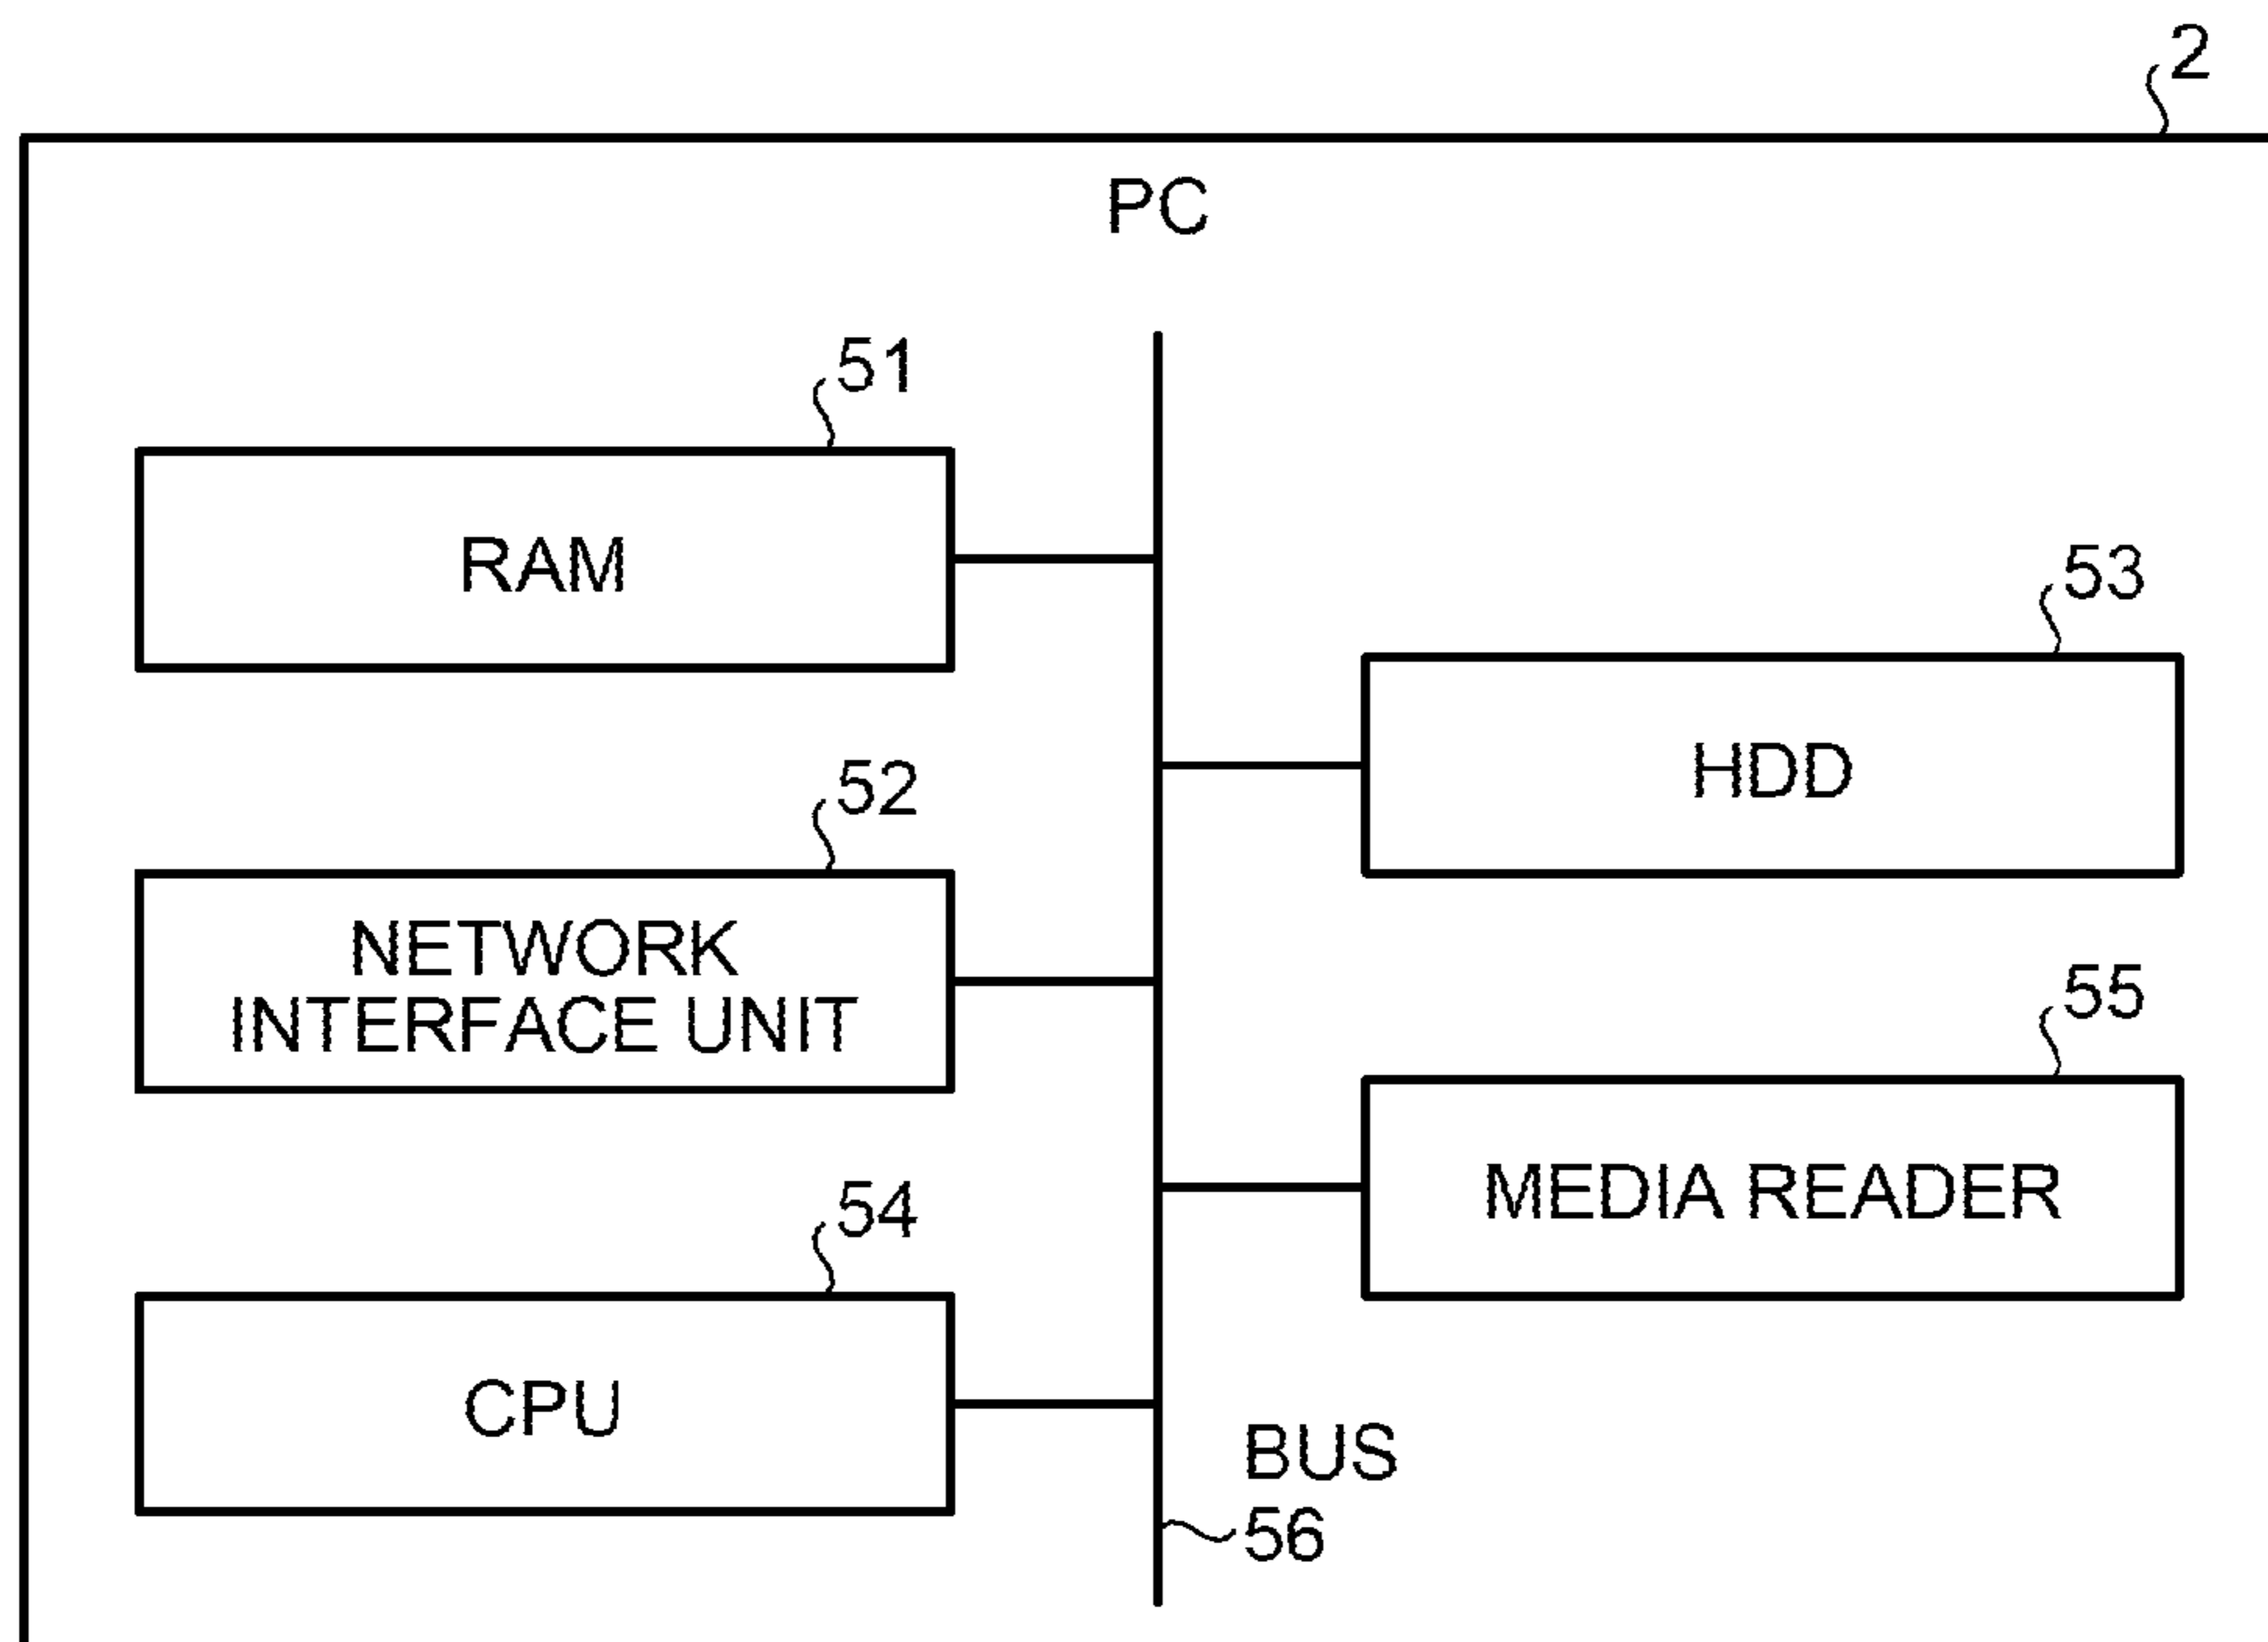 2
PC
51
RAM
53
HDD
52
NETWORK
INTERFACE UNIT
55
MEDIA READER
54
CPU
BUS
56